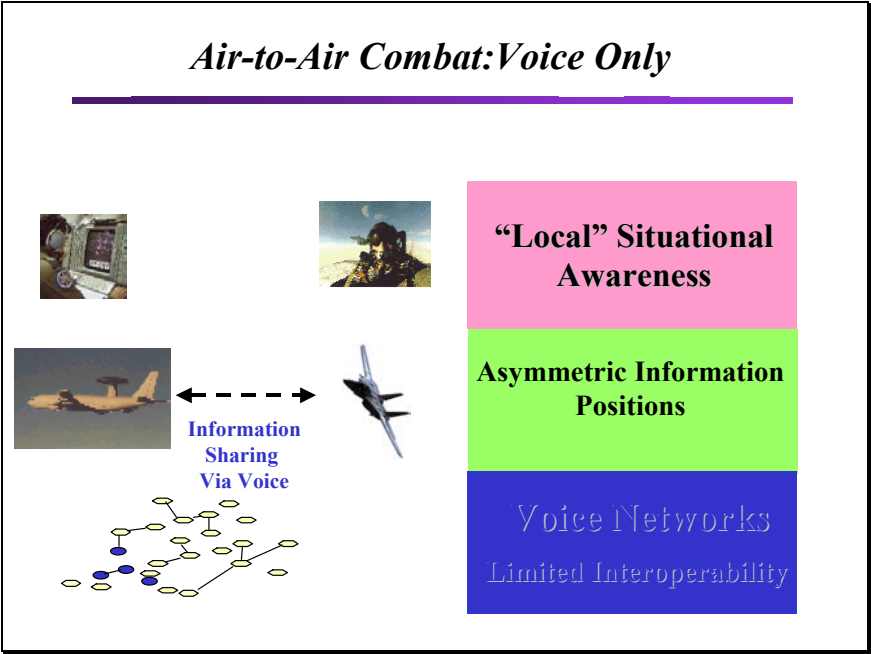 Air-to-Air Combat:Voice Only
“Local” Situational
Awareness
Asymmetric Information
Positions
Information
Sharing
Via Voice
Voice Networks
Limited Interoperability